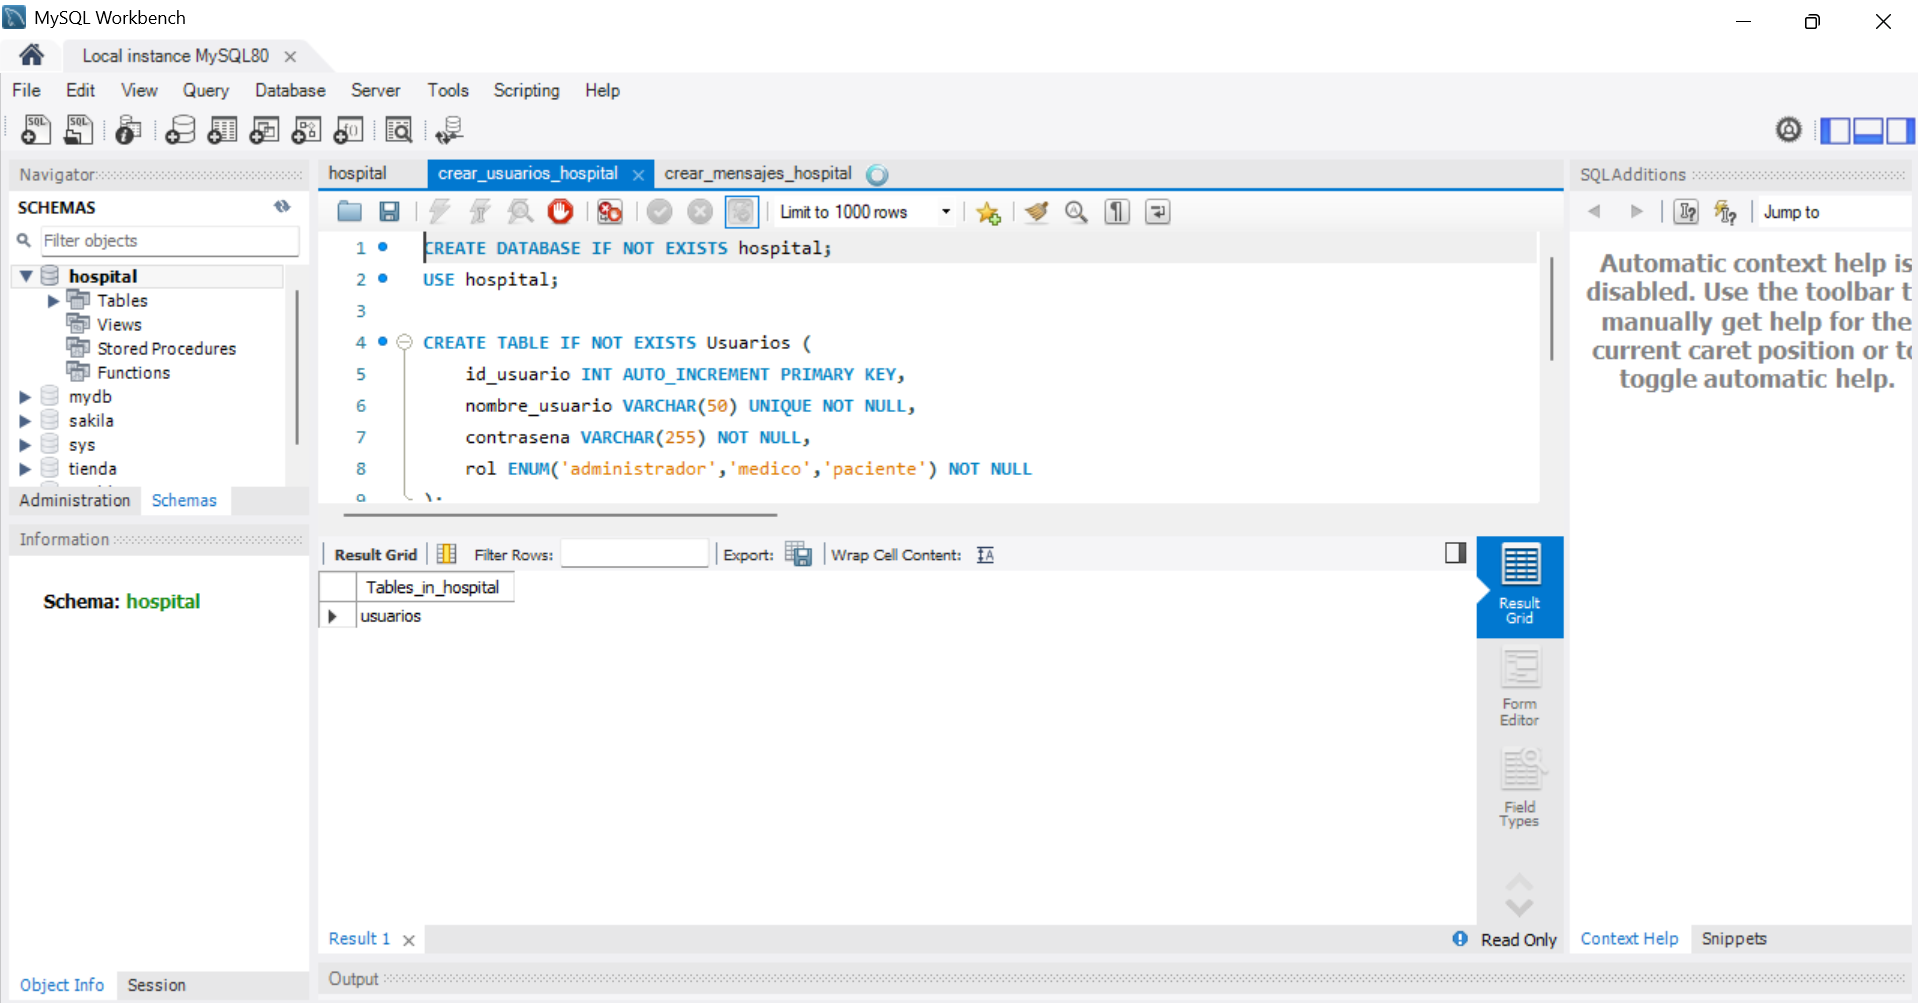 MySQL Workbench
Local instance MySQL80
File Edit View Query Database Server Tools Scripting Help
Navigator
SCHEMAS
Filter objects
hospital
Tables
Views
Stored Procedures
Functions
mydb
sakila
sys
tienda
Administration Schemas
Information
Schema: hospital
Object Info Session
hospital crear_usuarios_hospital crear_mensajes_hospital
Limit to 1000 rows
1 CREATE DATABASE IF NOT EXISTS hospital;
2 USE hospital;
3
4 CREATE TABLE IF NOT EXISTS Usuarios (
5 id_usuario INT AUTO_INCREMENT PRIMARY KEY,
6 nombre_usuario VARCHAR(50) UNIQUE NOT NULL,
7 contrasena VARCHAR(255) NOT NULL,
8 rol ENUM('administrador','medico','paciente') NOT NULL
9 );
Result Grid Filter Rows: Export: Wrap Cell Content:
Tables_in_hospital
usuarios
Result
Grid
Form
Editor
Field
Types
Result 1
Read Only
Output
SQLAdditions
Jump to
Automatic context help is
disabled. Use the toolbar t
manually get help for the
current caret position or to
toggle automatic help.
Context Help Snippets